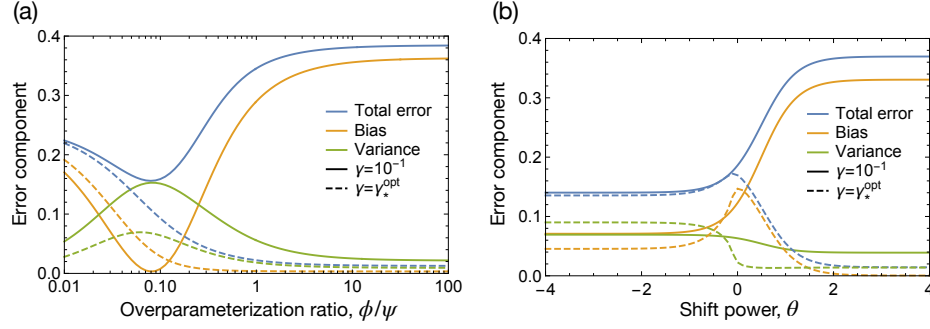 (a)
0.4
0.3
0.2
0.1
0.0
Error component
Total error
Bias
Variance
γ=10⁻¹
γ=γ*^opt
0.01
0.10
1
10
100
Overparameterization ratio, ϕ/ψ
(b)
0.4
0.3
0.2
0.1
0.0
Error component
Total error
Bias
Variance
γ=10⁻¹
γ=γ*^opt
-4
-2
0
2
4
Shift power, θ